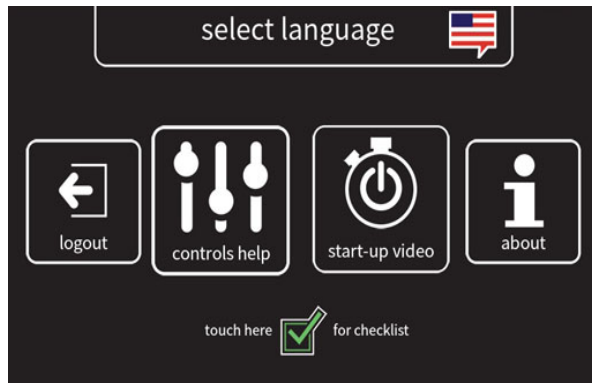 select language
logout
controls help
start-up video
about
touch here for checklist